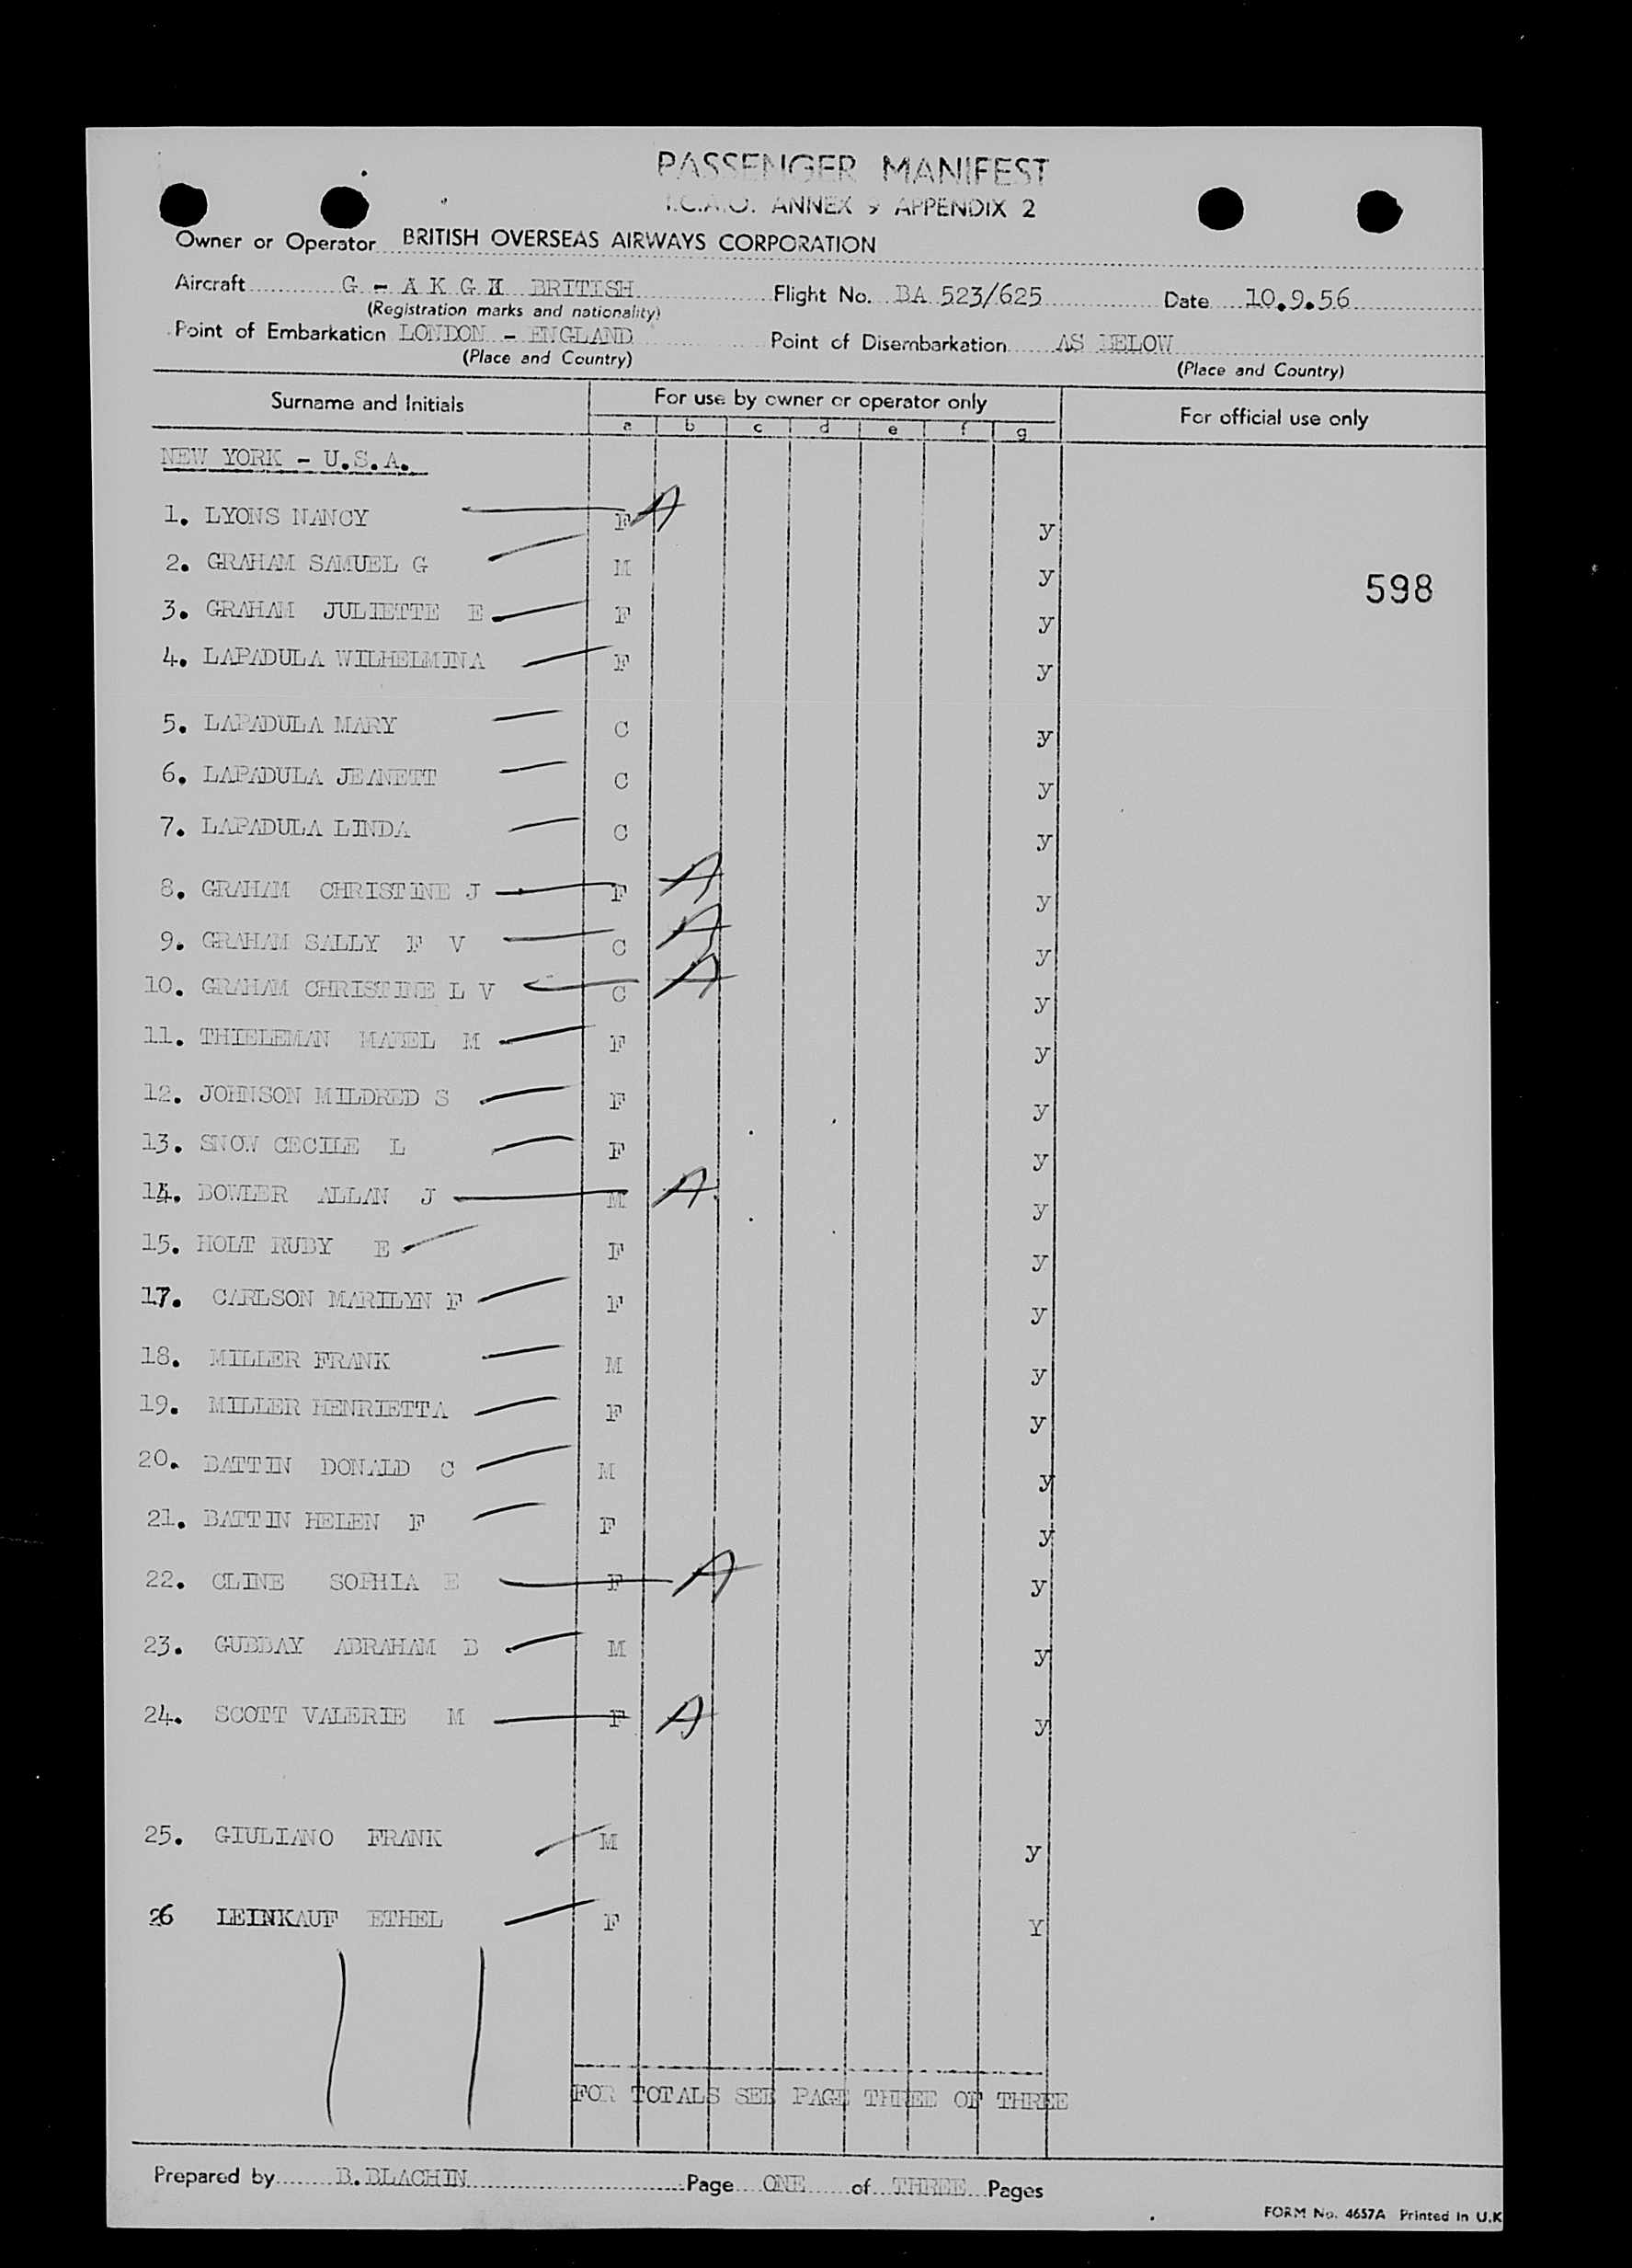 PASSENGER MANIFEST
I.C.A.O. ANNEX 9 APPENDIX 2
Owner or Operator BRITISH OVERSEAS AIRWAYS CORPORATION
Aircraft G - A K G H BRITISH Flight No. BA 523/625 Date 10.9.56
(Registration marks and nationality)
Point of Embarkation LONDON - ENGLAND Point of Disembarkation AS BELOW
(Place and Country) (Place and Country)
Surname and Initials For use by owner or operator only For official use only
a b c d e f g
NEW YORK - U.S.A.
1. LYONS NANCY F A y
2. GRAHAM SAMUEL G M y
598
3. GRAHAM JULIETTE E F y
4. LAPADULA WILHELMINA F y
5. LAPADULA MARY C y
6. LAPADULA JEANETT C y
7. LAPADULA LINDA C y
8. GRAHAM CHRISTINE J F A y
9. GRAHAM SALLY F V C A y
10. GRAHAM CHRISTINE L V C A y
11. THIELEMAN MABEL M F y
12. JOHNSON MILDRED S F y
13. SNOW CECILE L F y
14. BOWLER ALLAN J M A y
15. HOLT RUBY E F y
17. CARLSON MARILYN F F y
18. MILLER FRANK M y
19. MILLER HENRIETTA F y
20. BATTIN DONALD C M y
21. BATTIN HELEN F F y
22. CLINE SOPHIA E F A y
23. GUBBAY ABRAHAM B M y
24. SCOTT VALERIE M F A y
25. GIULIANO FRANK M y
26 LEINKAUF ETHEL F Y
FOR TOTALS SEE PAGE THREE OF THREE
Prepared by B.BLACHIN Page ONE of THREE Pages
FORM No. 4657A Printed in U.K